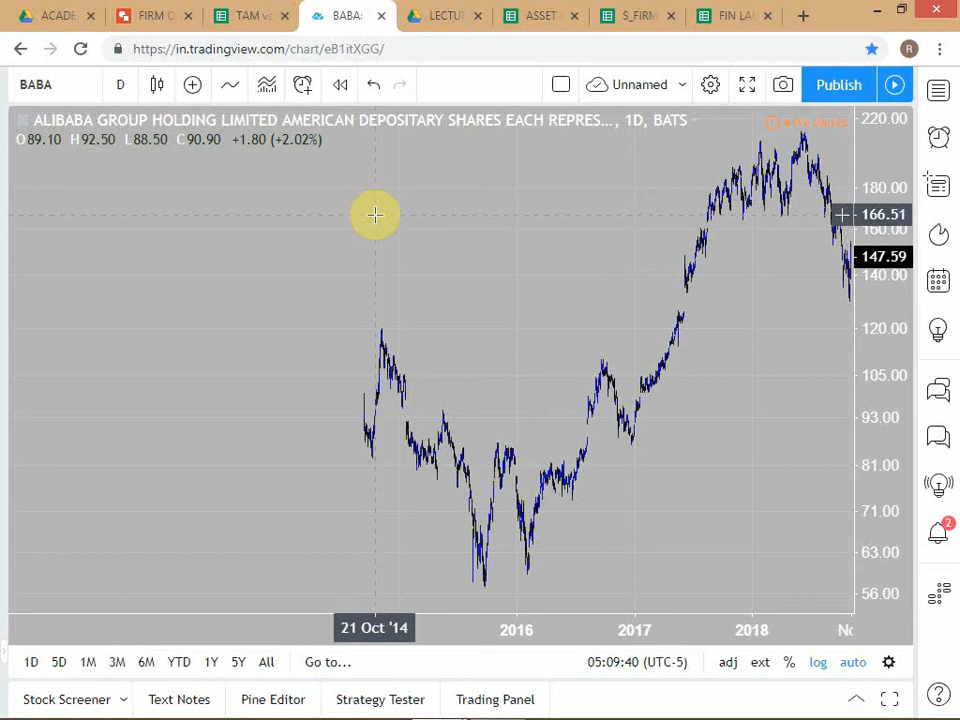 ACADE
FIRM C
TAM v
BABA:
LECTU
ASSET
S_FIRM
FIN LA
https://in.tradingview.com/chart/eB1itXGG/
R
BABA
D
Unnamed
Publish
ALIBABA GROUP HOLDING LIMITED AMERICAN DEPOSITARY SHARES EACH REPRES... , 1D, BATS
O89.10 H92.50 L88.50 C90.90 +1.80 (+2.02%)
220.00
180.00
166.51
160.00
147.59
140.00
120.00
105.00
93.00
81.00
71.00
63.00
56.00
2
21 Oct '14
2016
2017
2018
No
1D 5D 1M 3M 6M YTD 1Y 5Y All Go to... 05:09:40 (UTC-5) adj ext % log auto
Stock Screener Text Notes Pine Editor Strategy Tester Trading Panel